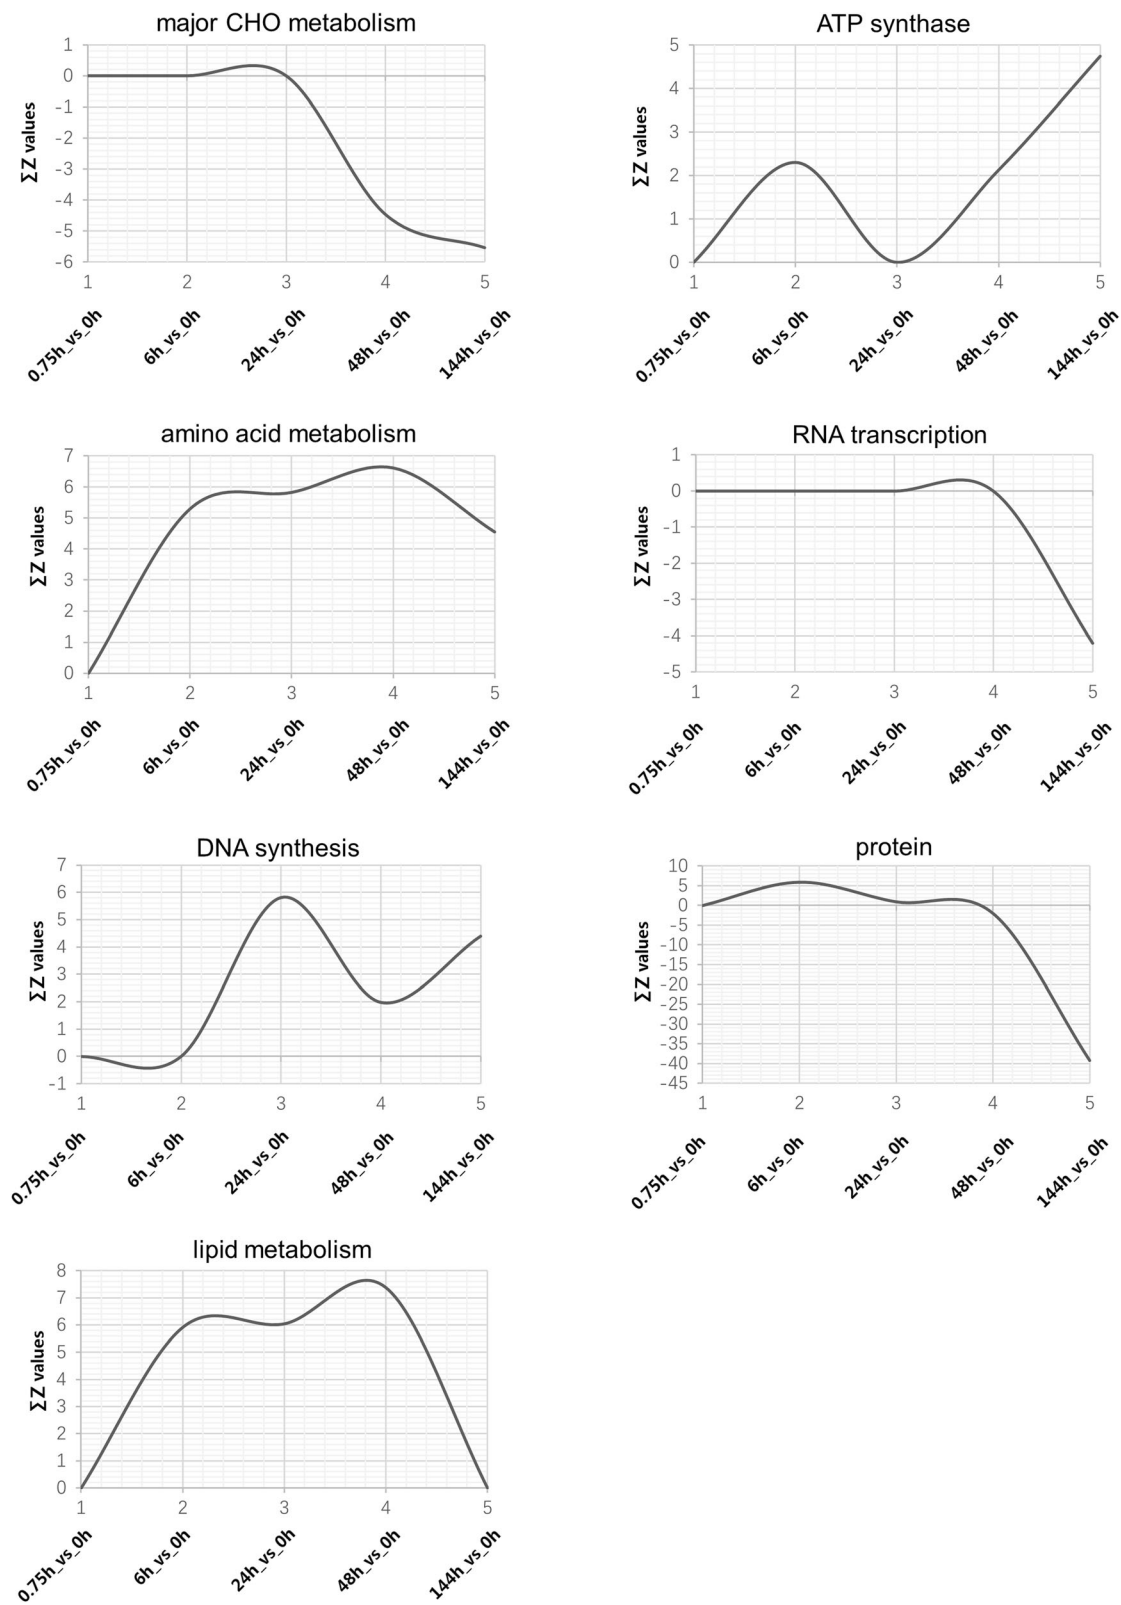 major CHO metabolism
1
0
-1
-2
-3
-4
-5
-6
∑Z values
1 2 3 4 5
0.75h_vs_0h 6h_vs_0h 24h_vs_0h 48h_vs_0h 144h_vs_0h
ATP synthase
5
4
3
2
1
0
∑Z values
1 2 3 4 5
0.75h_vs_0h 6h_vs_0h 24h_vs_0h 48h_vs_0h 144h_vs_0h
amino acid metabolism
7
6
5
4
3
2
1
0
∑Z values
1 2 3 4 5
0.75h_vs_0h 6h_vs_0h 24h_vs_0h 48h_vs_0h 144h_vs_0h
RNA transcription
1
0
-1
-2
-3
-4
-5
∑Z values
1 2 3 4 5
0.75h_vs_0h 6h_vs_0h 24h_vs_0h 48h_vs_0h 144h_vs_0h
DNA synthesis
7
6
5
4
3
2
1
0
-1
∑Z values
1 2 3 4 5
0.75h_vs_0h 6h_vs_0h 24h_vs_0h 48h_vs_0h 144h_vs_0h
protein
10
5
0
-5
-10
-15
-20
-25
-30
-35
-40
-45
∑Z values
1 2 3 4 5
0.75h_vs_0h 6h_vs_0h 24h_vs_0h 48h_vs_0h 144h_vs_0h
lipid metabolism
8
7
6
5
4
3
2
1
0
∑Z values
1 2 3 4 5
0.75h_vs_0h 6h_vs_0h 24h_vs_0h 48h_vs_0h 144h_vs_0h